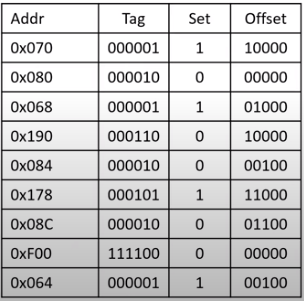 Addr Tag Set Offset
0x070 000001 1 10000
0x080 000010 0 00000
0x068 000001 1 01000
0x190 000110 0 10000
0x084 000010 0 00100
0x178 000101 1 11000
0x08C 000010 0 01100
0xF00 111100 0 00000
0x064 000001 1 00100